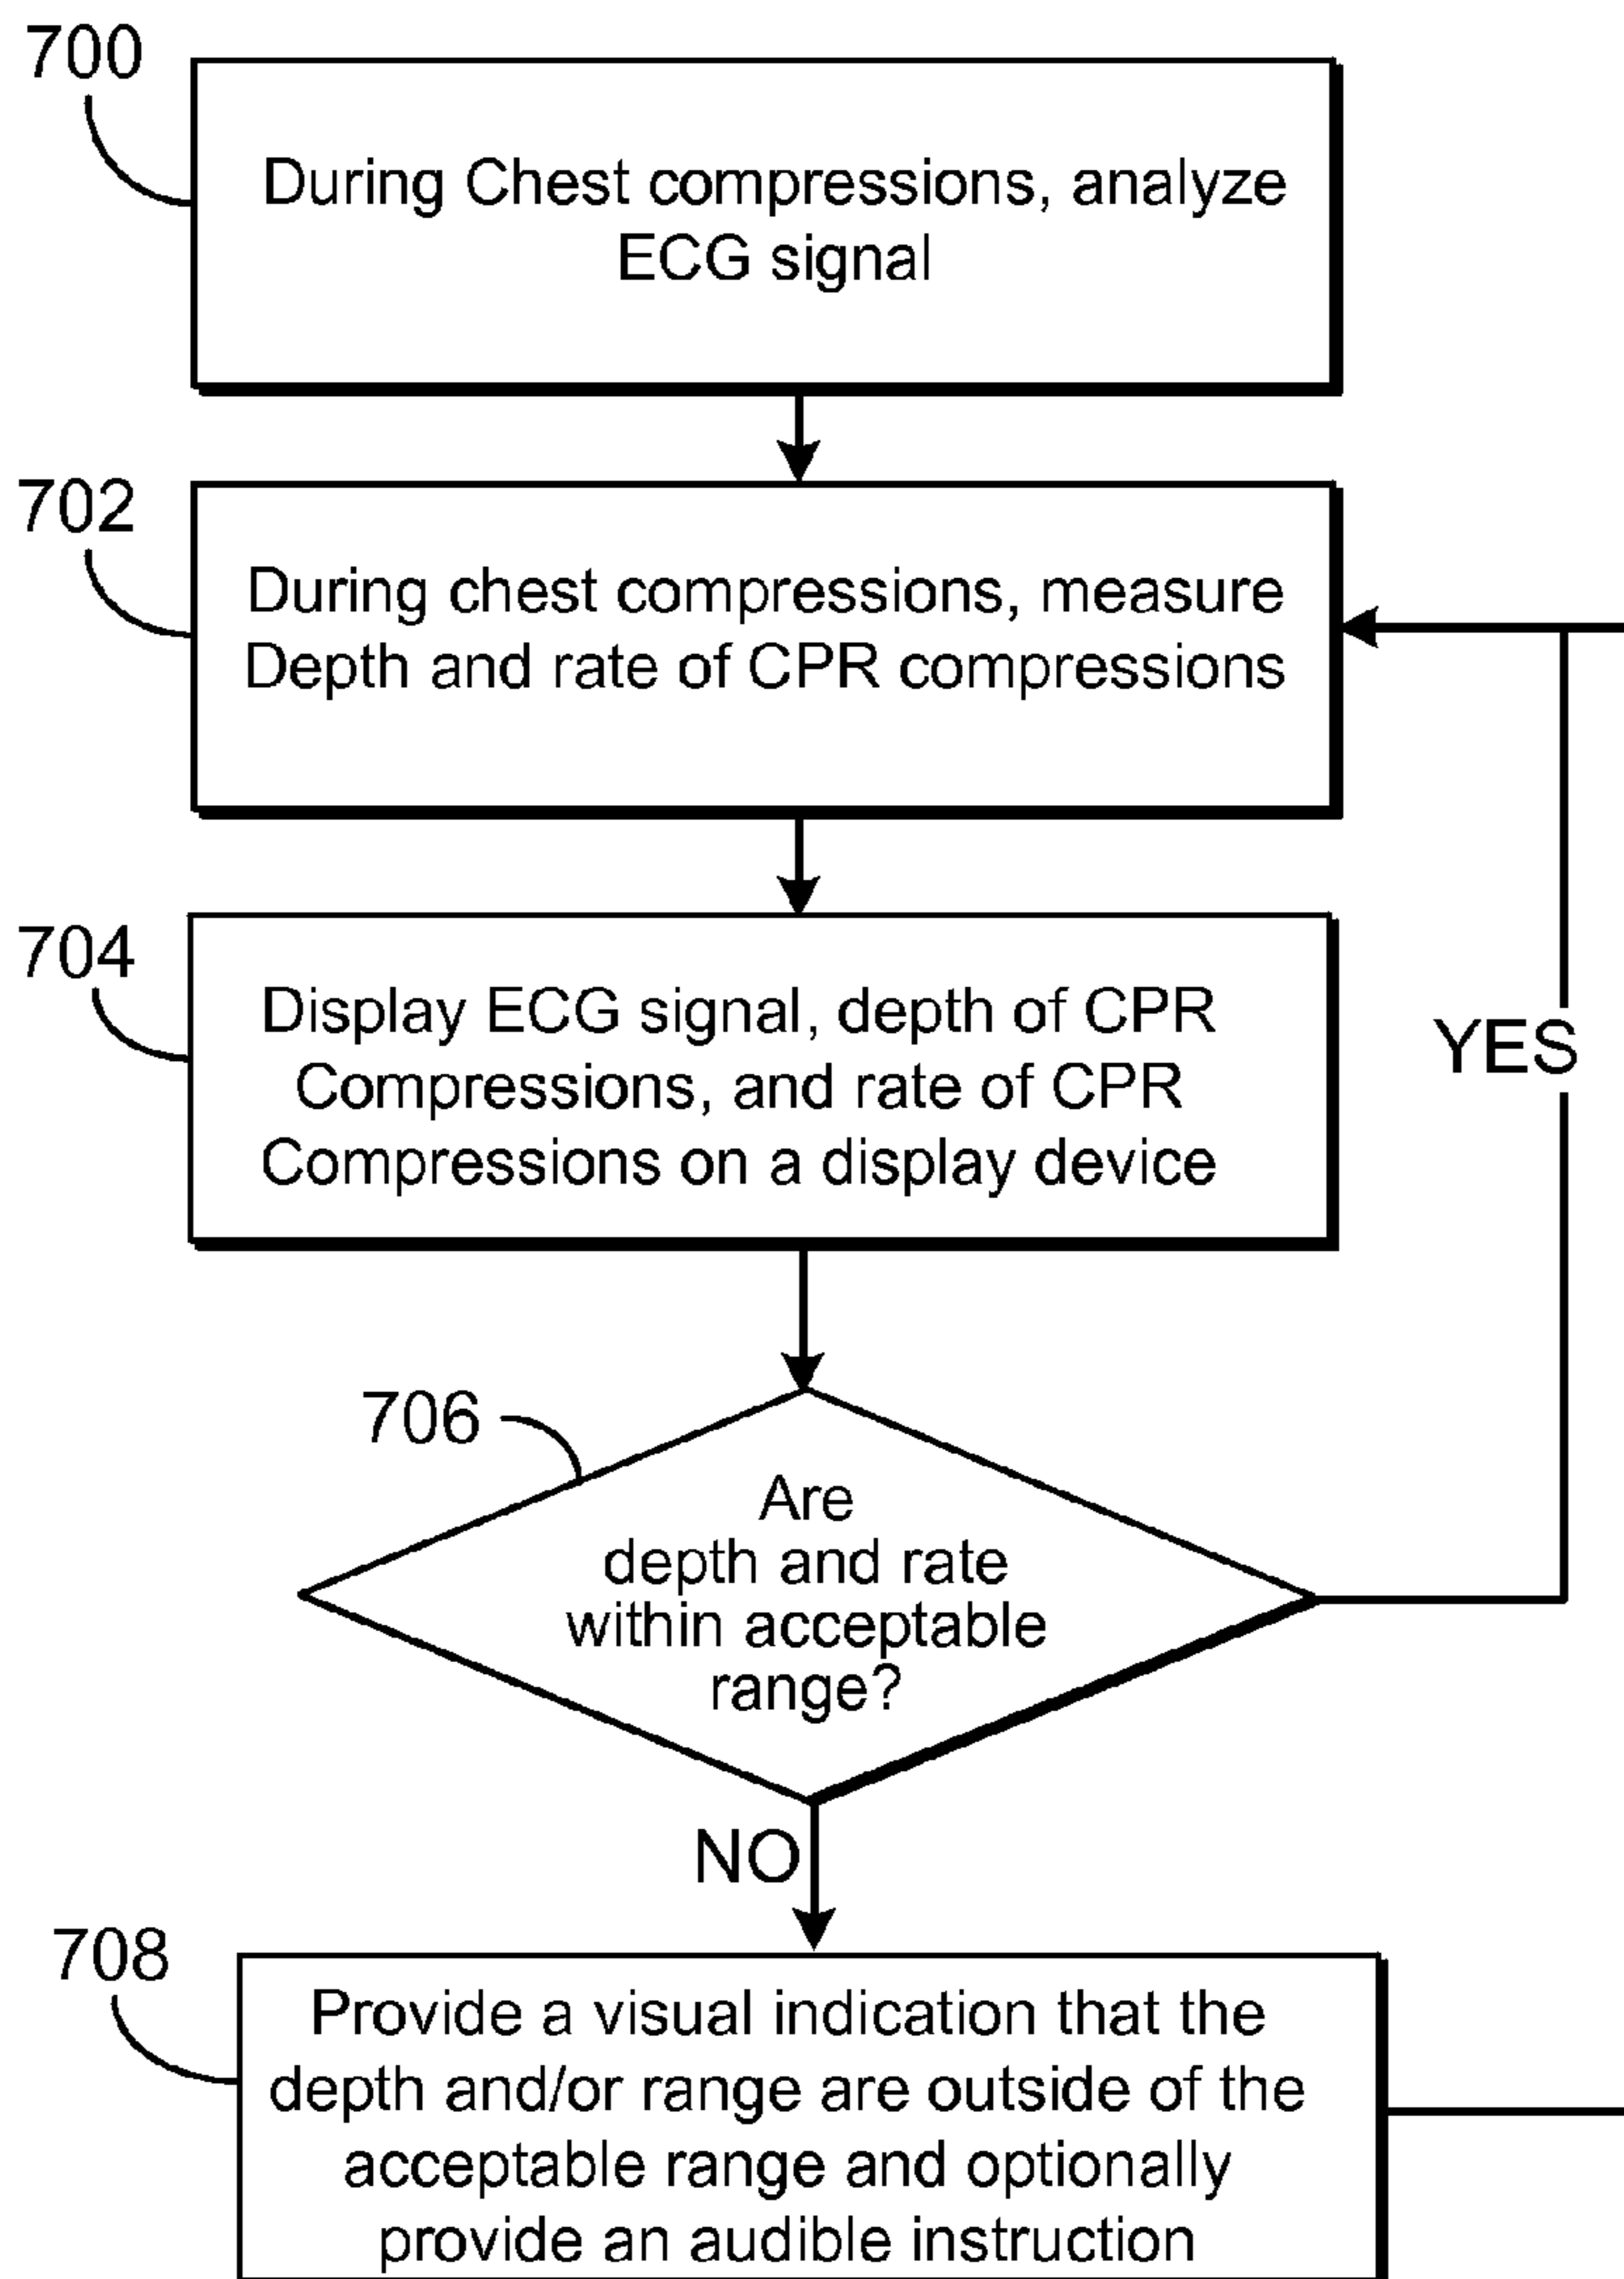 700
During Chest compressions, analyze
ECG signal
702
During chest compressions, measure
Depth and rate of CPR compressions
704
Display ECG signal, depth of CPR
Compressions, and rate of CPR
Compressions on a display device
YES
706
Are
depth and rate
within acceptable
range?
NO
708
Provide a visual indication that the
depth and/or range are outside of the
acceptable range and optionally
provide an audible instruction